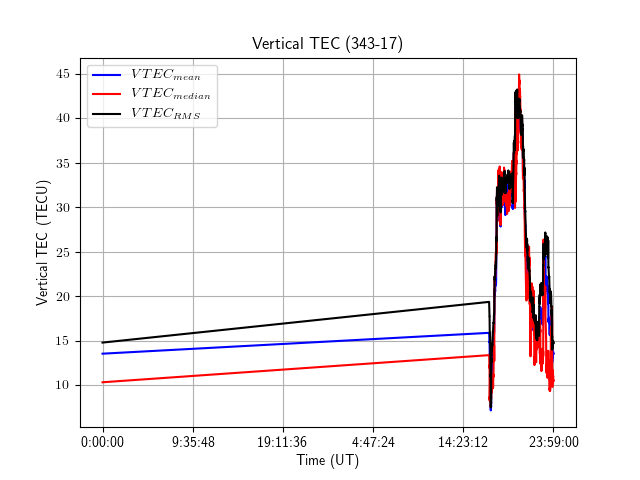 Vertical TEC (343-17)
VTEC_mean
VTEC_median
VTEC_RMS
Vertical TEC (TECU)
45
40
35
30
25
20
15
10
0:00:00 9:35:48 19:11:36 4:47:24 14:23:12 23:59:00
Time (UT)